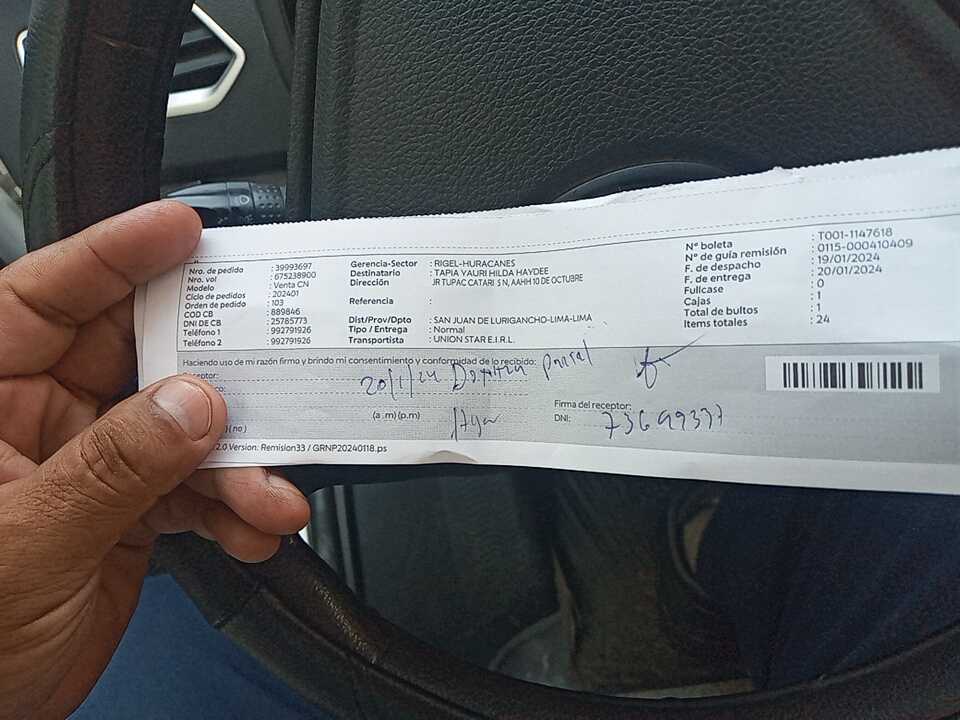 Nro. de pedido : 39993697
Nro. vol : 675238900
Modelo : Venta CN
Ciclo de pedidos : 202401
Orden de pedido : 103
COD CB : 889846
DNI DE CB : 25785773
Teléfono 1 : 992791926
Teléfono 2 : 992791926
Gerencia-Sector : RIGEL-HURACANES
Destinatario : TAPIA YAURI HILDA HAYDEE
Dirección JR TUPAC CATARI S N, AAHH 10 DE OCTUBRE
Referencia :
Dist/Prov/Dpto : SAN JUAN DE LURIGANCHO-LIMA-LIMA
Tipo / Entrega : Normal
Transportista : UNION STAR E.I.R.L.
N° boleta : T001-1147618
N° de guía remisión : 0115-000410409
F. de despacho : 19/01/2024
F. de entrega : 20/01/2024
Fullcase : 0
Cajas : 1
Total de bultos : 1
Items totales : 24
Haciendo uso de mi razón firmo y brindo mi consentimiento y conformidad de lo recibido:
Receptor:
20/1/24
(a .m) (p.m)
Firma del receptor:
DNI: 73699337
) ( no )
2.0 Version: Remision33 / GRNP20240118.ps